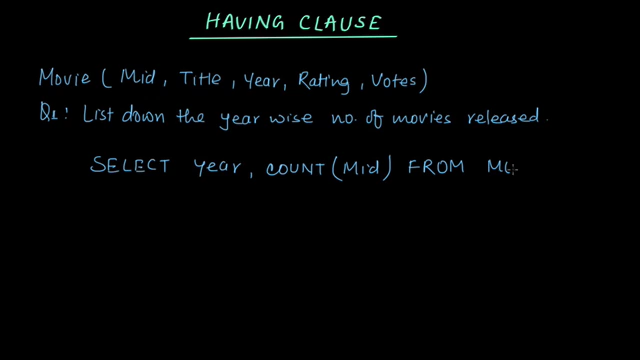 HAVING CLAUSE
Movie ( Mid, Title, Year, Rating, Votes)
Q1: List down the year wise no. of movies released.
SELECT Year, COUNT(Mid) FROM Mo